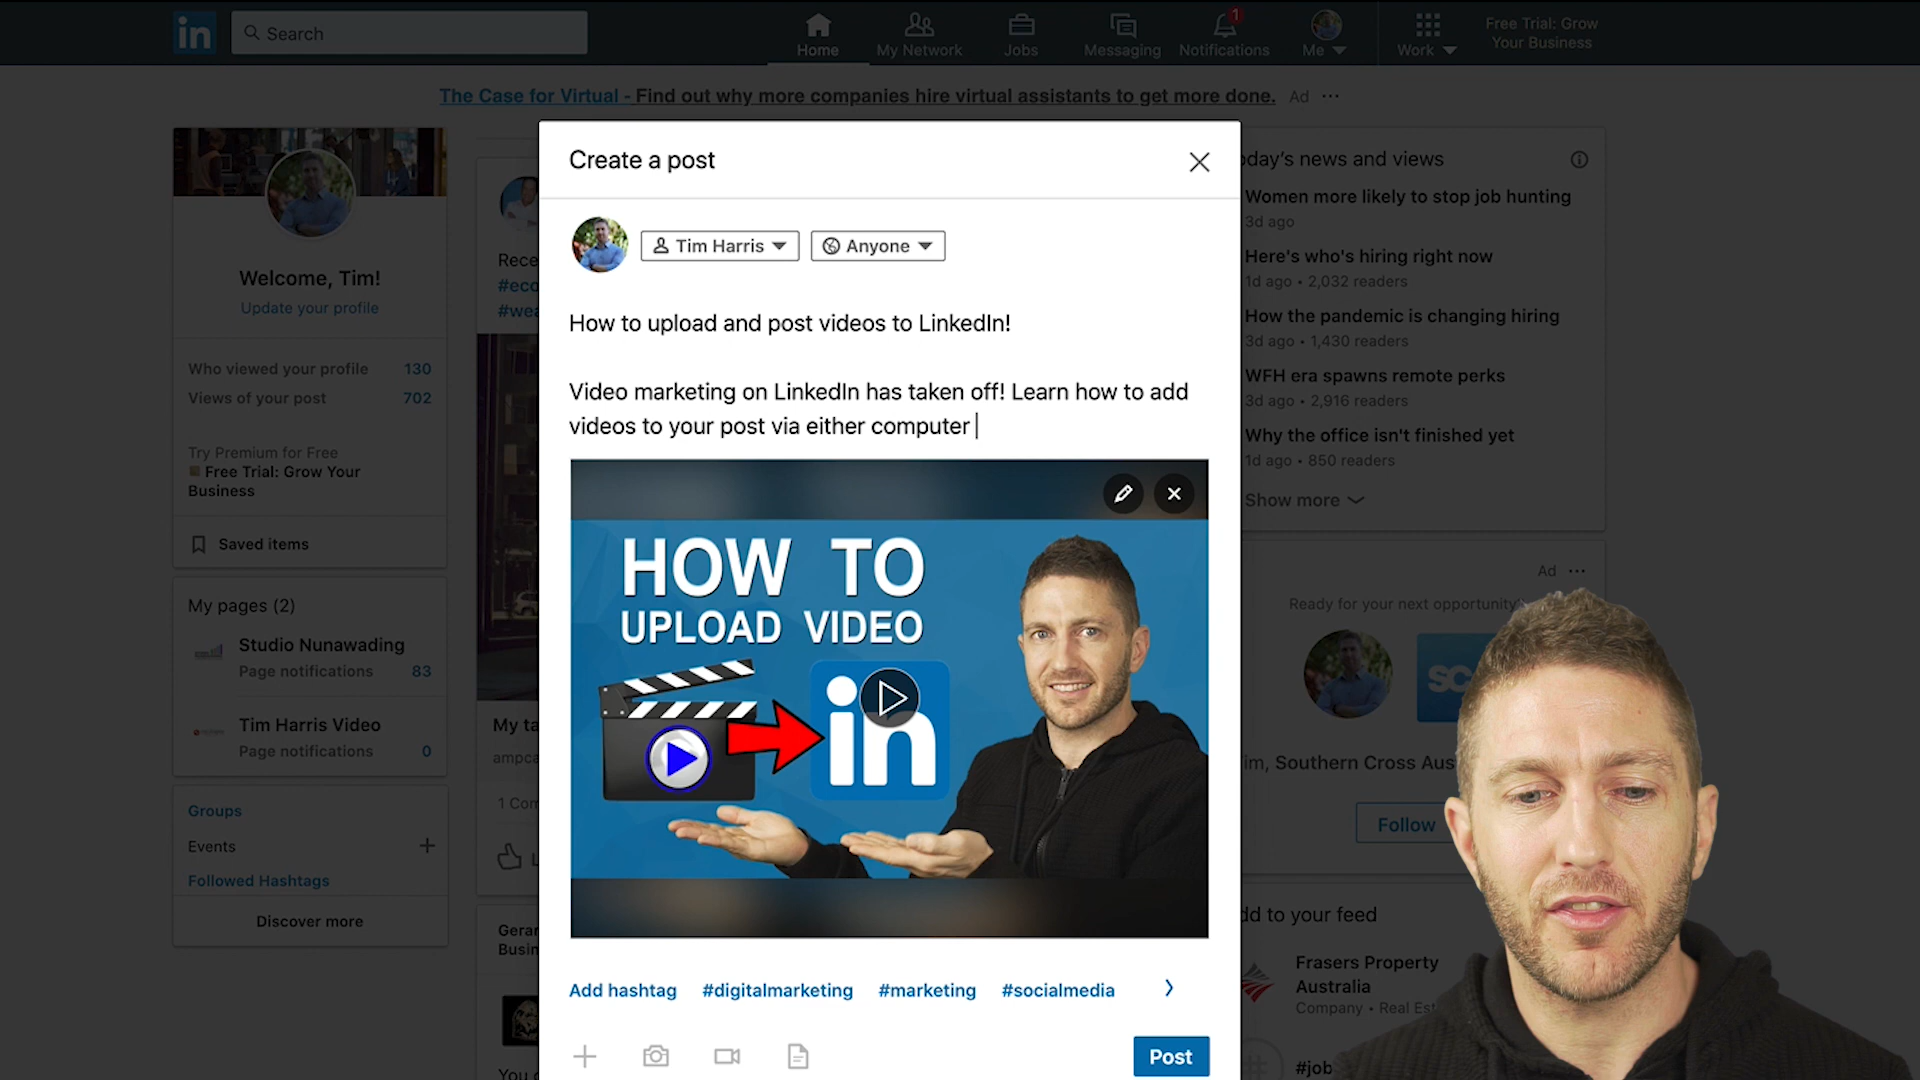 in
Search
Home
My Network
Jobs
Messaging
1
Notifications
Me
Work
Free Trial: Grow
Your Business
The Case for Virtual - Find out why more companies hire virtual assistants to get more done. Ad
Welcome, Tim!
Update your profile
Who viewed your profile 130
Views of your post 702
Try Premium for Free
Free Trial: Grow Your
Business
Saved items
My pages (2)
Studio Nunawading
Page notifications 83
Tim Harris Video
Page notifications 0
Groups
Events
Followed Hashtags
Discover more
Create a post
Tim Harris
Anyone
How to upload and post videos to LinkedIn!
Video marketing on LinkedIn has taken off! Learn how to add
videos to your post via either computer
HOW TO
UPLOAD VIDEO
in
Add hashtag #digitalmarketing #marketing #socialmedia
Post
My ta
1 Com
news and views
Women more likely to stop job hunting
3d ago
Here's who's hiring right now
1d ago • 2,032 readers
How the pandemic is changing hiring
3d ago • 1,430 readers
WFH era spawns remote perks
3d ago • 2,916 readers
Why the office isn't finished yet
1d ago • 850 readers
Show more
Ad
Ready for your next opportunity
SC
Southern Cross Aus
Follow
to your feed
Frasers Property
Australia
Company • Real Est
#job